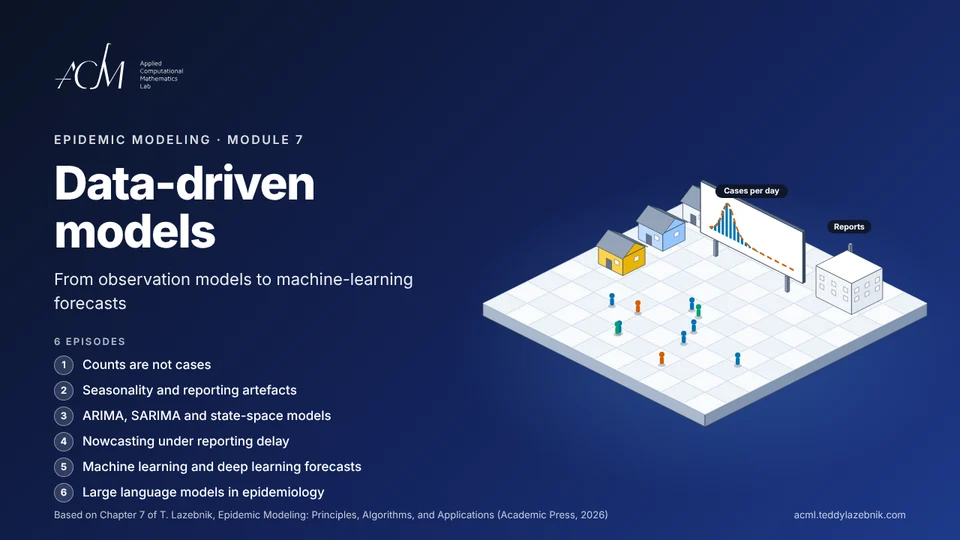 ACM
Applied
Computational
Mathematics
Lab
EPIDEMIC MODELING · MODULE 7
Data-driven
models
From observation models to machine-learning
forecasts
6 EPISODES
1 Counts are not cases
2 Seasonality and reporting artefacts
3 ARIMA, SARIMA and state-space models
4 Nowcasting under reporting delay
5 Machine learning and deep learning forecasts
6 Large language models in epidemiology
Cases per day
Reports
Based on Chapter 7 of T. Lazebnik, Epidemic Modeling: Principles, Algorithms, and Applications (Academic Press, 2026)
acml.teddylazebnik.com